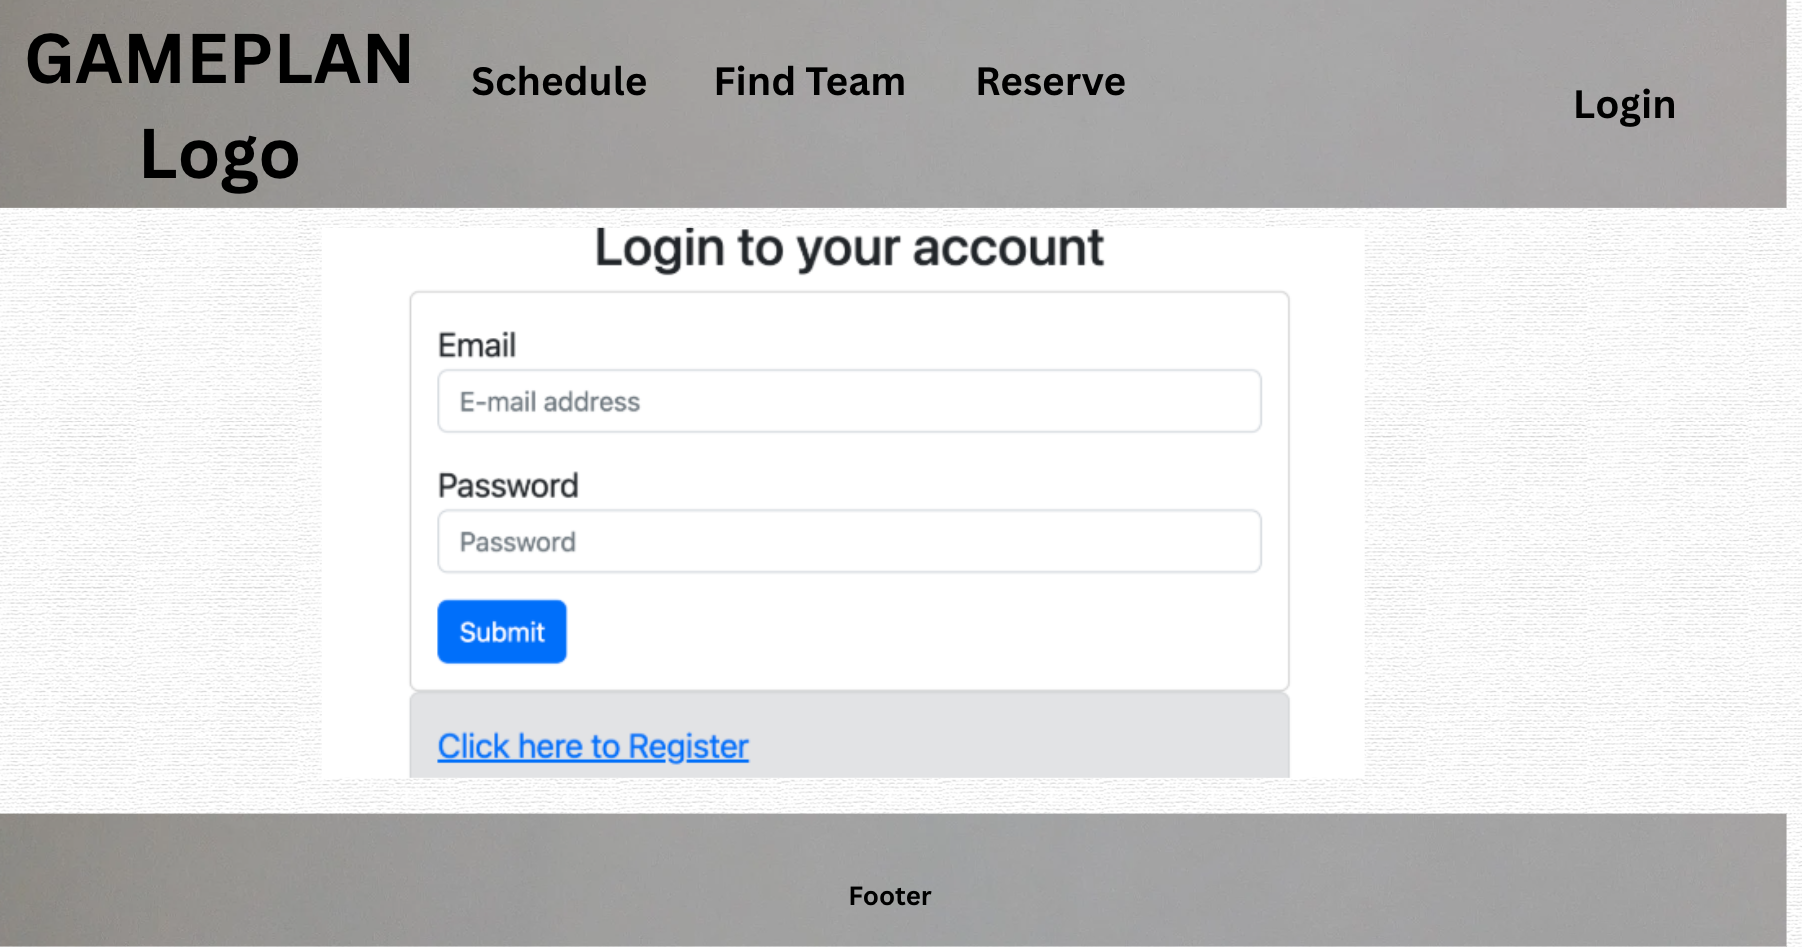 GAMEPLAN
Logo
Schedule
Find Team
Reserve
Login
Login to your account
Email
E-mail address
Password
Password
Submit
Click here to Register
Footer